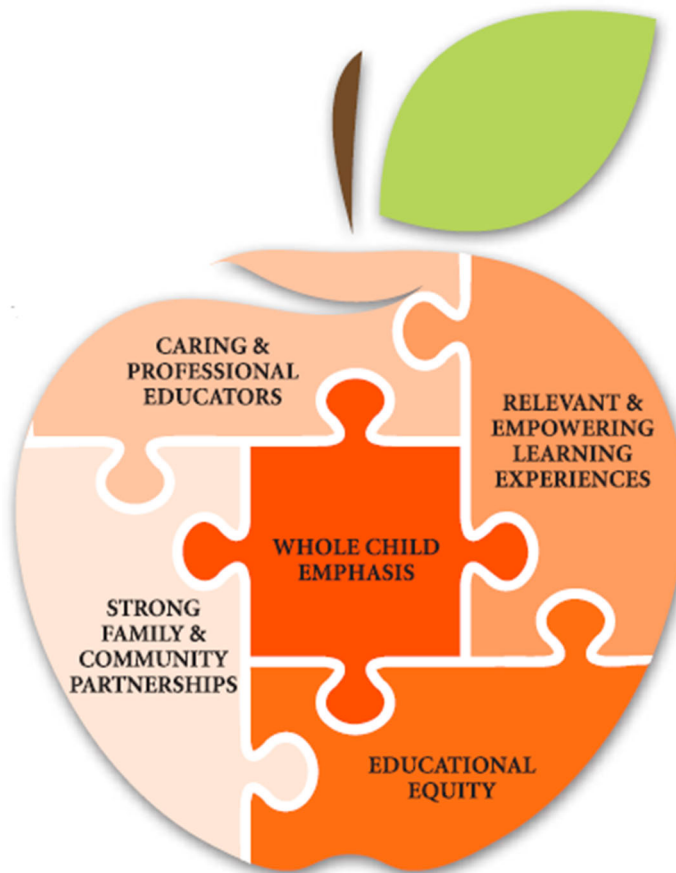 CARING &
PROFESSIONAL
EDUCATORS
RELEVANT &
EMPOWERING
LEARNING
EXPERIENCES
WHOLE CHILD
EMPHASIS
STRONG
FAMILY &
COMMUNITY
PARTNERSHIPS
EDUCATIONAL
EQUITY